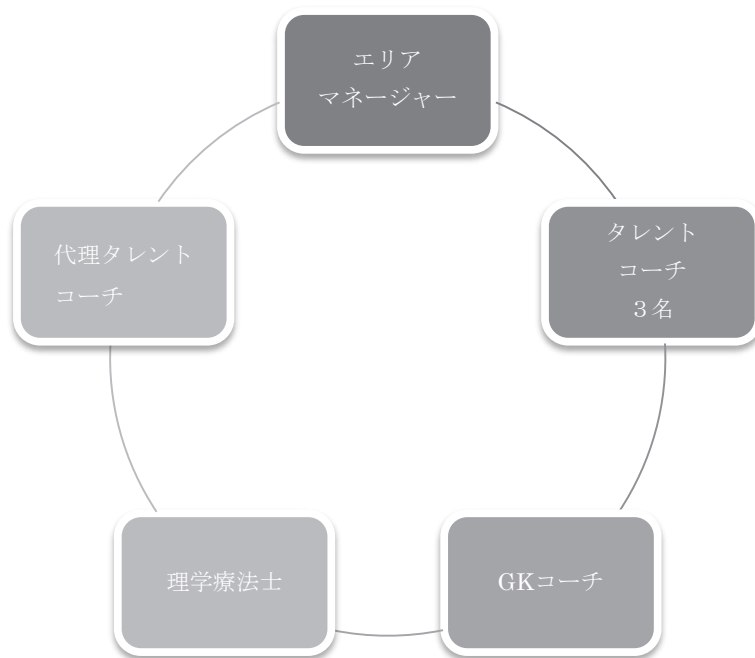 エリア
マネージャー
タレント
コーチ
３名
GKコーチ
理学療法士
代理タレント
コーチ